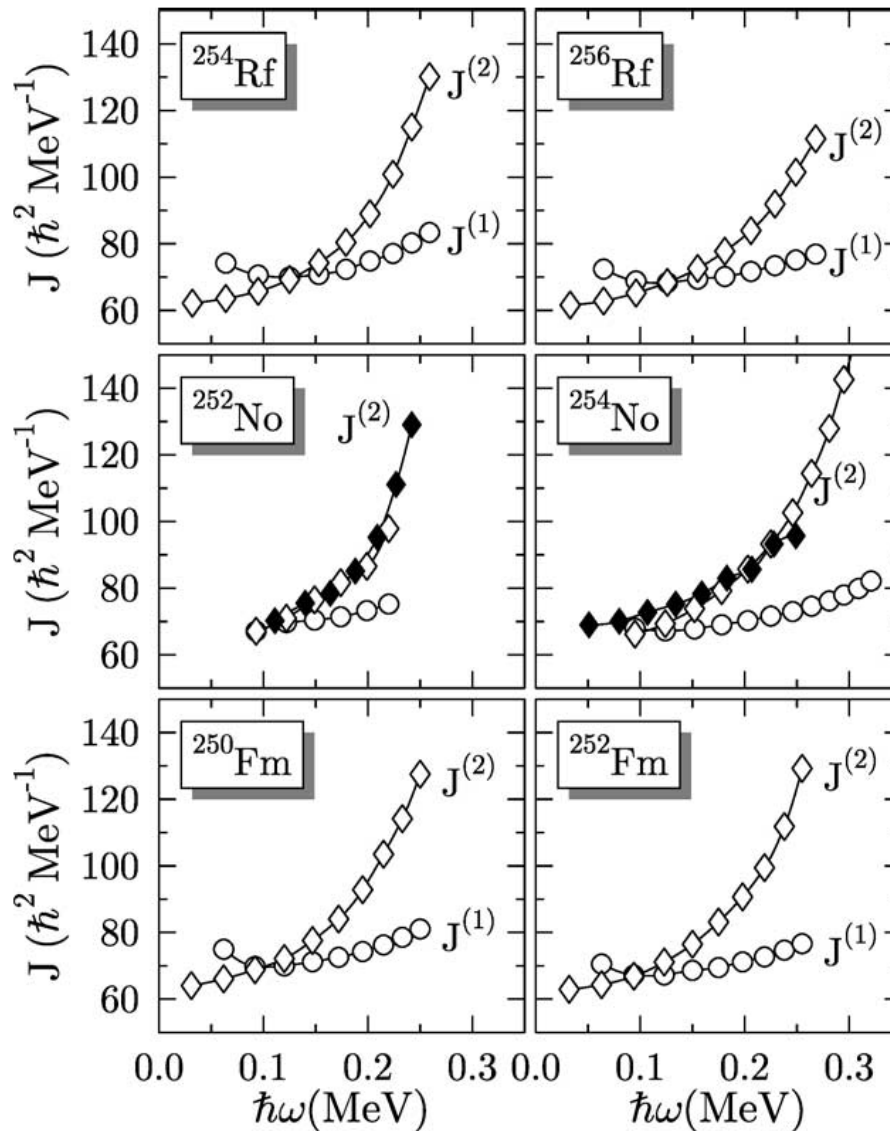 J (ħ² MeV⁻¹)
140
120
100
80
60
²⁵⁴Rf
J⁽²⁾
J⁽¹⁾
²⁵⁶Rf
J⁽²⁾
J⁽¹⁾
J (ħ² MeV⁻¹)
140
120
100
80
60
²⁵²No
J⁽²⁾
²⁵⁴No
J⁽²⁾
J (ħ² MeV⁻¹)
140
120
100
80
60
²⁵⁰Fm
J⁽²⁾
J⁽¹⁾
²⁵²Fm
J⁽²⁾
J⁽¹⁾
0.0 0.1 0.2 0.3 0.1 0.2 0.3
ħω(MeV) ħω(MeV)